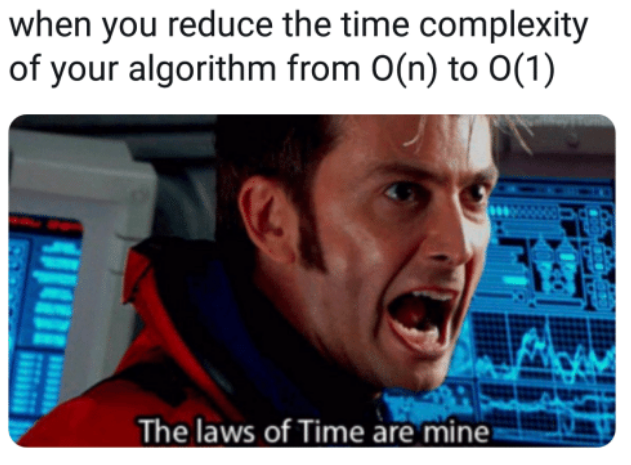 when you reduce the time complexity
of your algorithm from O(n) to O(1)
The laws of Time are mine